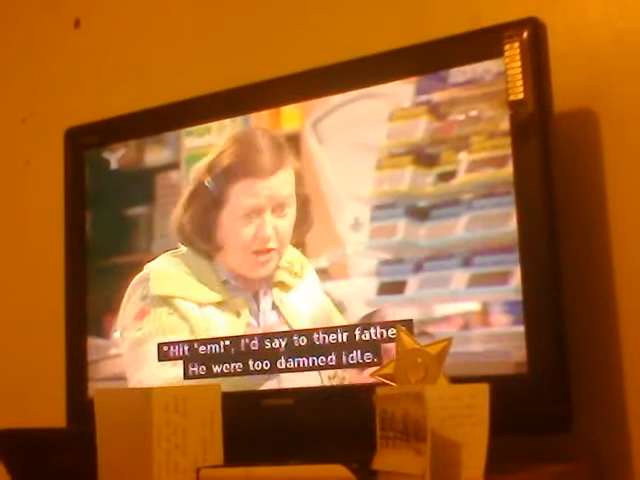 "Hit 'em!", I'd say to their fathe
He were too damned idle.